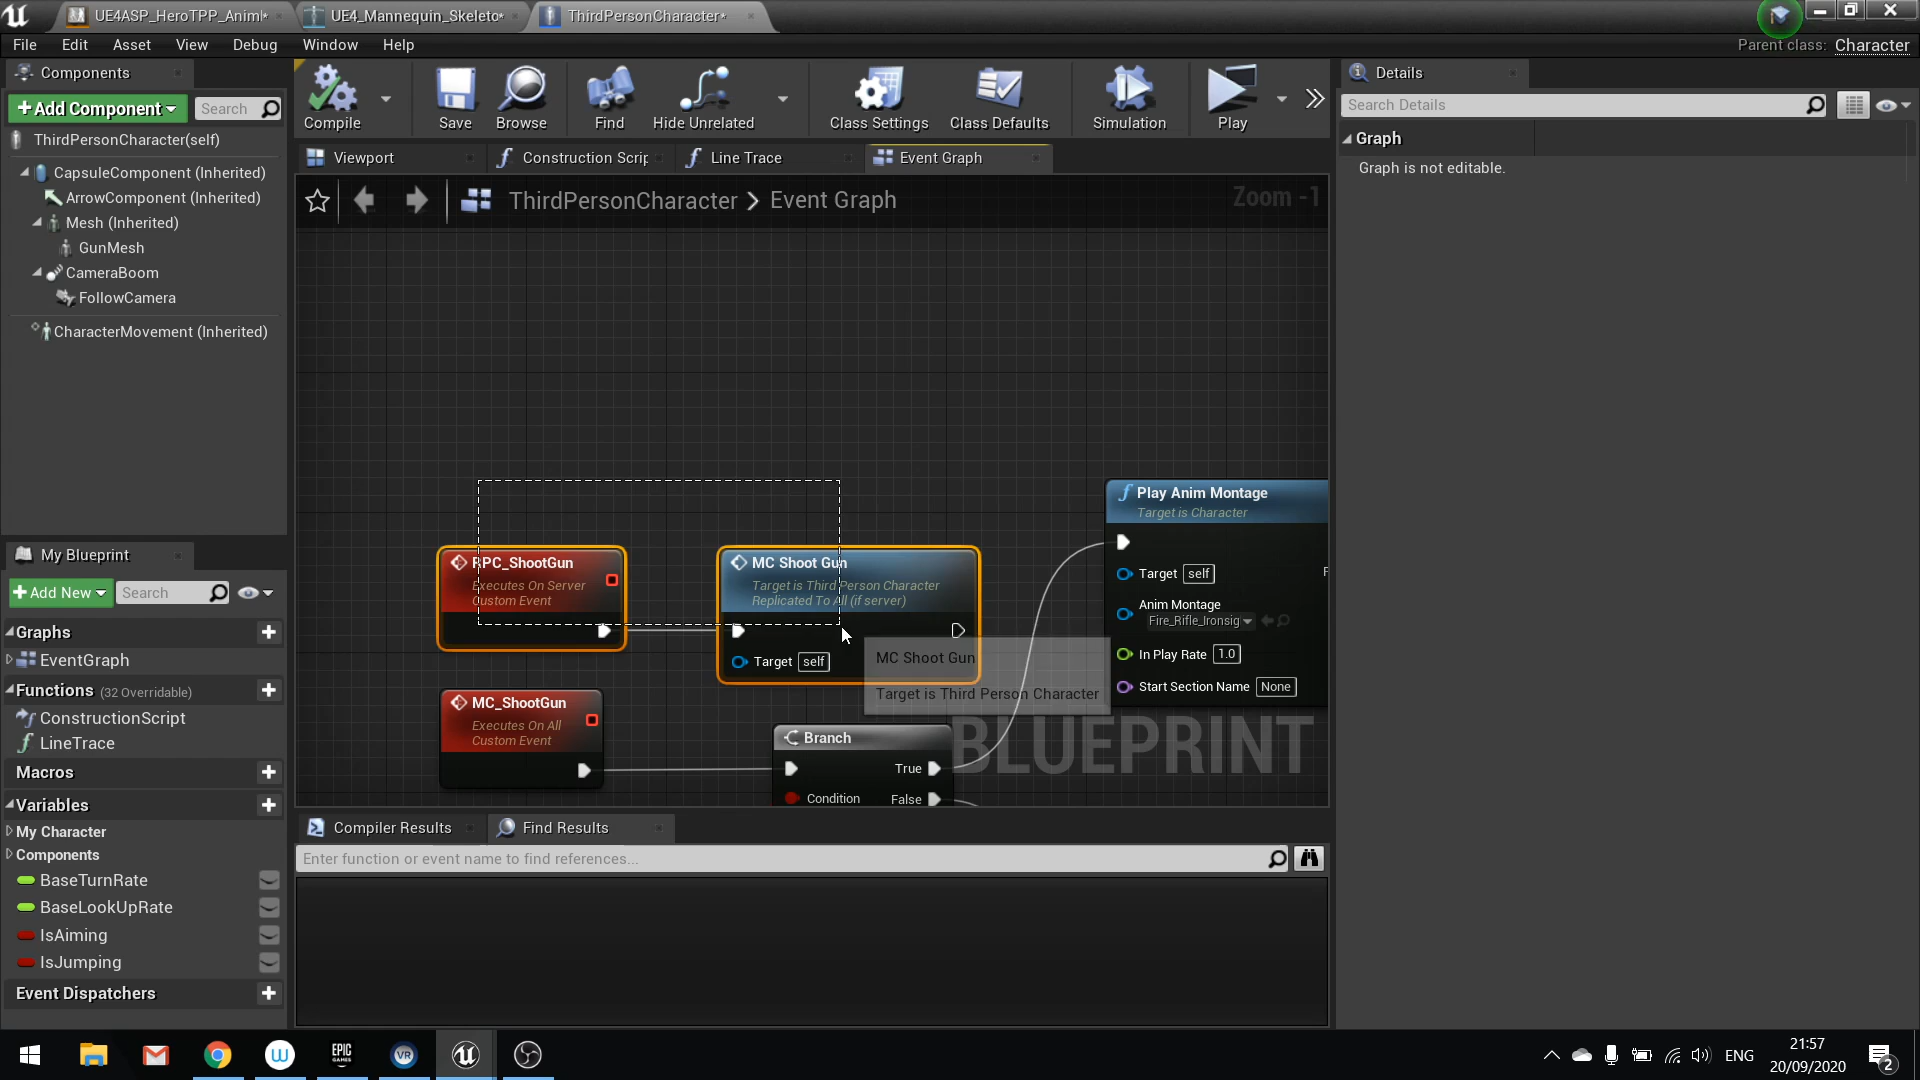 UE4ASP_HeroTPP_AnimI*
UE4_Mannequin_Skeleto*
ThirdPersonCharacter*
File
Edit
Asset
View
Debug
Window
Help
Parent class: Character
Components
+Add Component
Search
ThirdPersonCharacter(self)
CapsuleComponent (Inherited)
ArrowComponent (Inherited)
Mesh (Inherited)
GunMesh
CameraBoom
FollowCamera
CharacterMovement (Inherited)
Compile
Save
Browse
Find
Hide Unrelated
Class Settings
Class Defaults
Simulation
Play
Viewport
Construction Scrip
Line Trace
Event Graph
ThirdPersonCharacter
Event Graph
Zoom -1
RPC_ShootGun
Executes On Server
Custom Event
MC Shoot Gun
Target is Third Person Character
Replicated To All (if server)
Target self
MC Shoot Gun
Target is Third Person Character
MC_ShootGun
Executes On All
Custom Event
Branch
True
Condition
False
Play Anim Montage
Target is Character
Target self
Anim Montage
Fire_Rifle_Ironsig
In Play Rate 1.0
Start Section Name None
BLUEPRINT
Details
Search Details
Graph
Graph is not editable.
My Blueprint
+Add New
Search
Graphs
EventGraph
Functions (32 Overridable)
ConstructionScript
LineTrace
Macros
Variables
My Character
Components
BaseTurnRate
BaseLookUpRate
IsAiming
IsJumping
Event Dispatchers
Compiler Results
Find Results
Enter function or event name to find references...
EPIC
GAMES
VR
ENG
21:57
20/09/2020
2